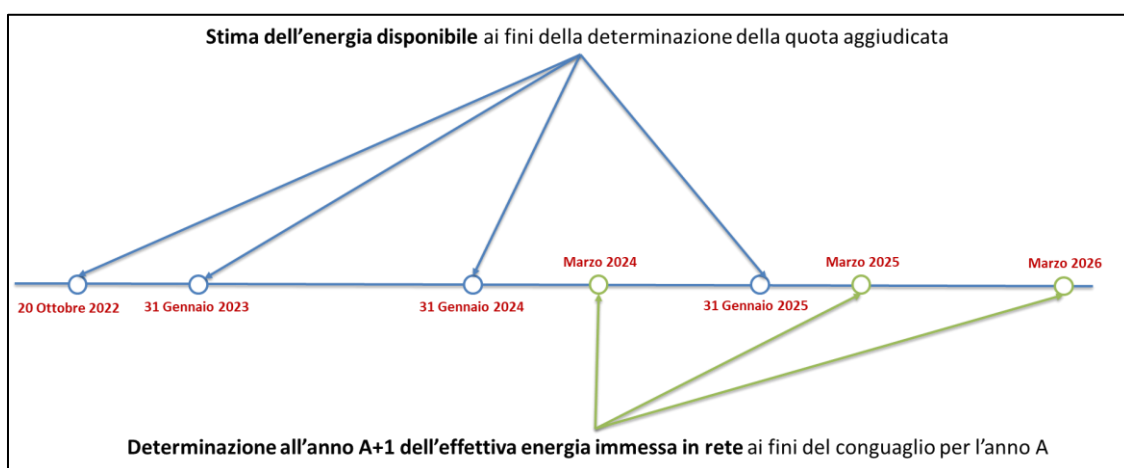 Stima dell'energia disponibile ai fini della determinazione della quota aggiudicata
Marzo 2024
Marzo 2025
Marzo 2026
20 Ottobre 2022
31 Gennaio 2023
31 Gennaio 2024
31 Gennaio 2025
Determinazione all'anno A+1 dell'effettiva energia immessa in rete ai fini del conguaglio per l'anno A